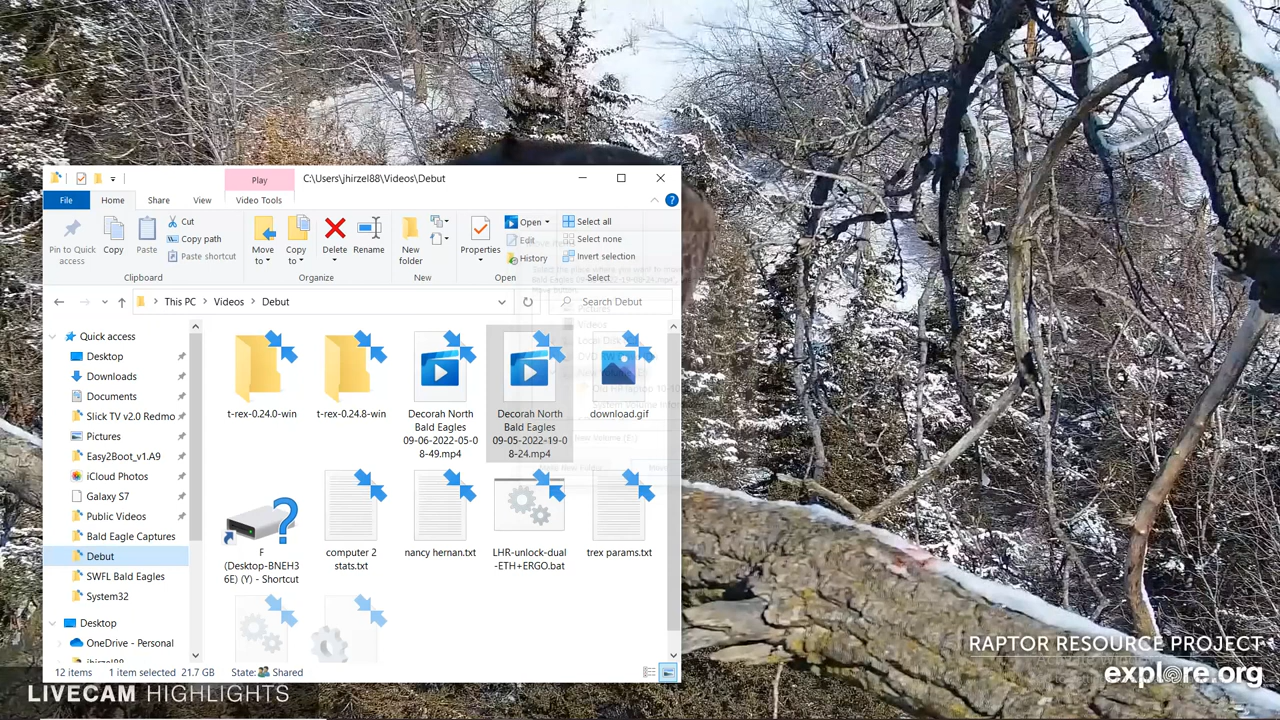 C:\Users\jhirzel88\Videos\Debut
Play
File
Home
Share
View
Video Tools
Pin to Quick
access
Copy
Paste
Cut
Copy path
Paste shortcut
Clipboard
Move
to
Copy
to
Delete
Rename
Organize
New
folder
New
Properties
Open
Edit
History
Open
Select all
Select none
Invert selection
Select
This PC > Videos > Debut
Search Debut
Quick access
Desktop
Downloads
Documents
Slick TV v2.0 Redmo
Pictures
Easy2Boot_v1.A9
iCloud Photos
Galaxy S7
Public Videos
Bald Eagle Captures
Debut
SWFL Bald Eagles
System32
Desktop
OneDrive - Personal
t-rex-0.24.0-win
t-rex-0.24.8-win
Decorah North
Bald Eagles
09-06-2022-05-0
8-49.mp4
Decorah North
Bald Eagles
09-05-2022-19-0
8-24.mp4
download.gif
F
(Desktop-BNEH3
6E) (Y) - Shortcut
computer 2
stats.txt
nancy hernan.txt
LHR-unlock-dual
-ETH+ERGO.bat
trex params.txt
12 items
1 item selected 21.7 GB
State: Shared
LIVECAM HIGHLIGHTS
RAPTOR RESOURCE PROJECT
explore.org